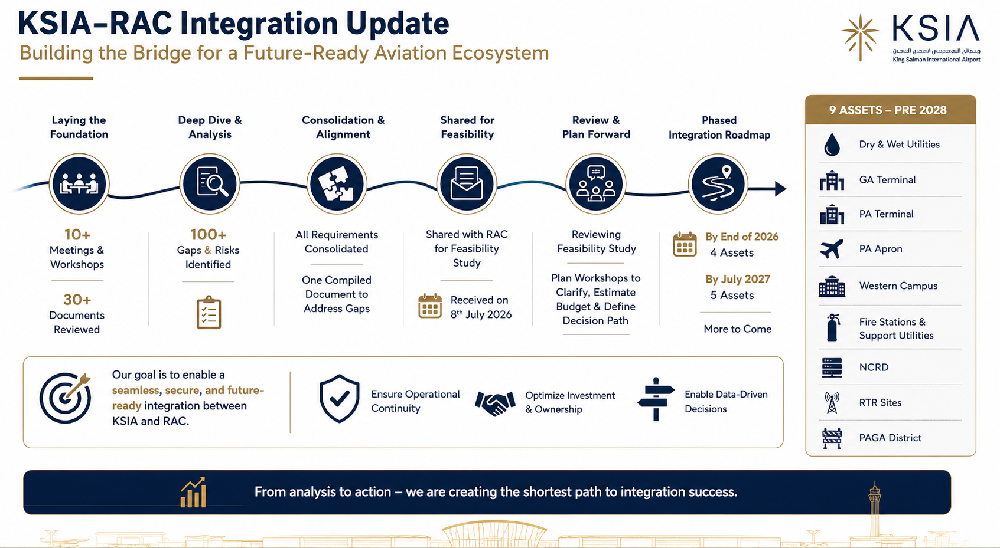 KSIA–RAC Integration Update
Building the Bridge for a Future-Ready Aviation Ecosystem
KSIA
King Salman International Airport
Laying the
Foundation
10+
Meetings &
Workshops
30+
Documents
Reviewed
Deep Dive &
Analysis
100+
Gaps & Risks
Identified
Consolidation &
Alignment
All Requirements
Consolidated
One Compiled
Document to
Address Gaps
Shared for
Feasibility
Shared with RAC
for Feasibility
Study
Received on
8th July 2026
Review &
Plan Forward
Reviewing
Feasibility Study
Plan Workshops to
Clarify, Estimate
Budget & Define
Decision Path
Phased
Integration Roadmap
By End of 2026
4 Assets
By July 2027
5 Assets
More to Come
9 ASSETS – PRE 2028
Dry & Wet Utilities
GA Terminal
PA Terminal
PA Apron
Western Campus
Fire Stations &
Support Utilities
NCRD
RTR Sites
PAGA District
Our goal is to enable a
seamless, secure, and future-
ready integration between
KSIA and RAC.
Ensure Operational
Continuity
Optimize Investment
& Ownership
Enable Data-Driven
Decisions
From analysis to action – we are creating the shortest path to integration success.